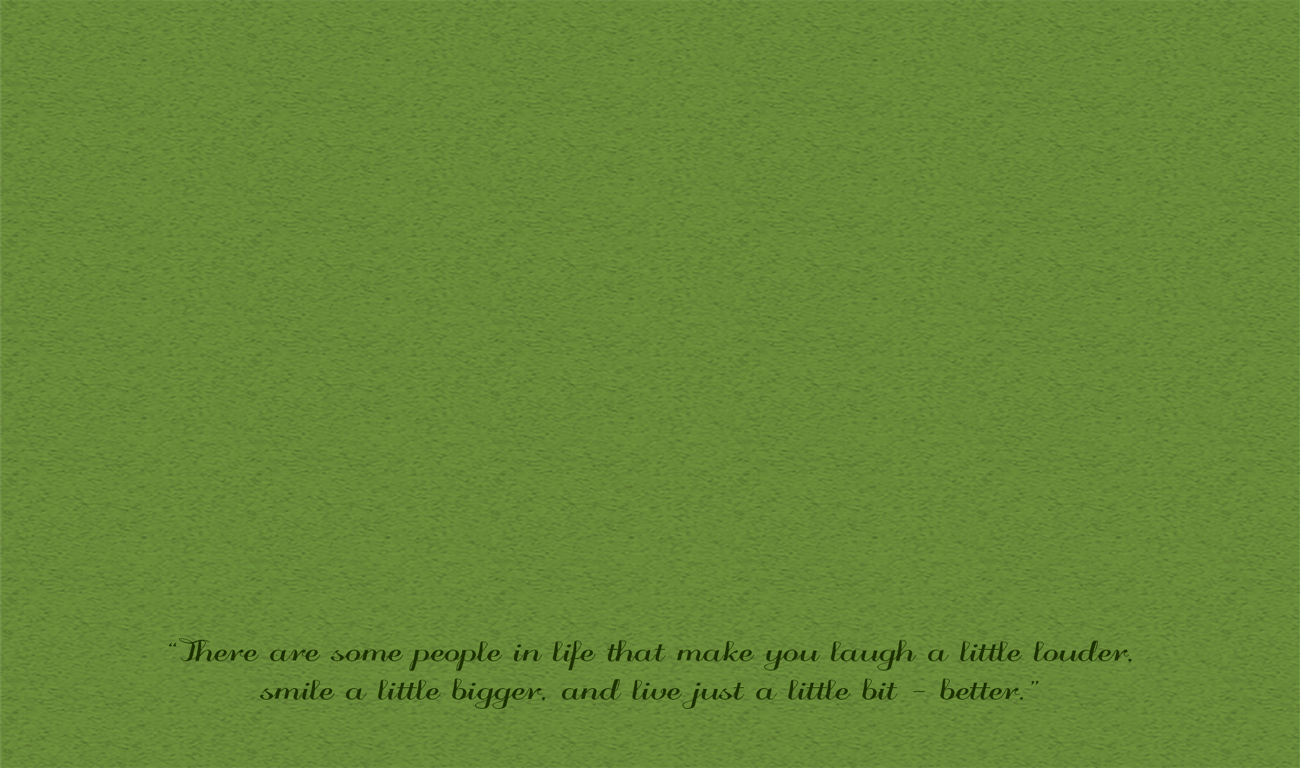 “There are some people in life that make you laugh a little louder,
smile a little bigger, and live just a little bit - better.”